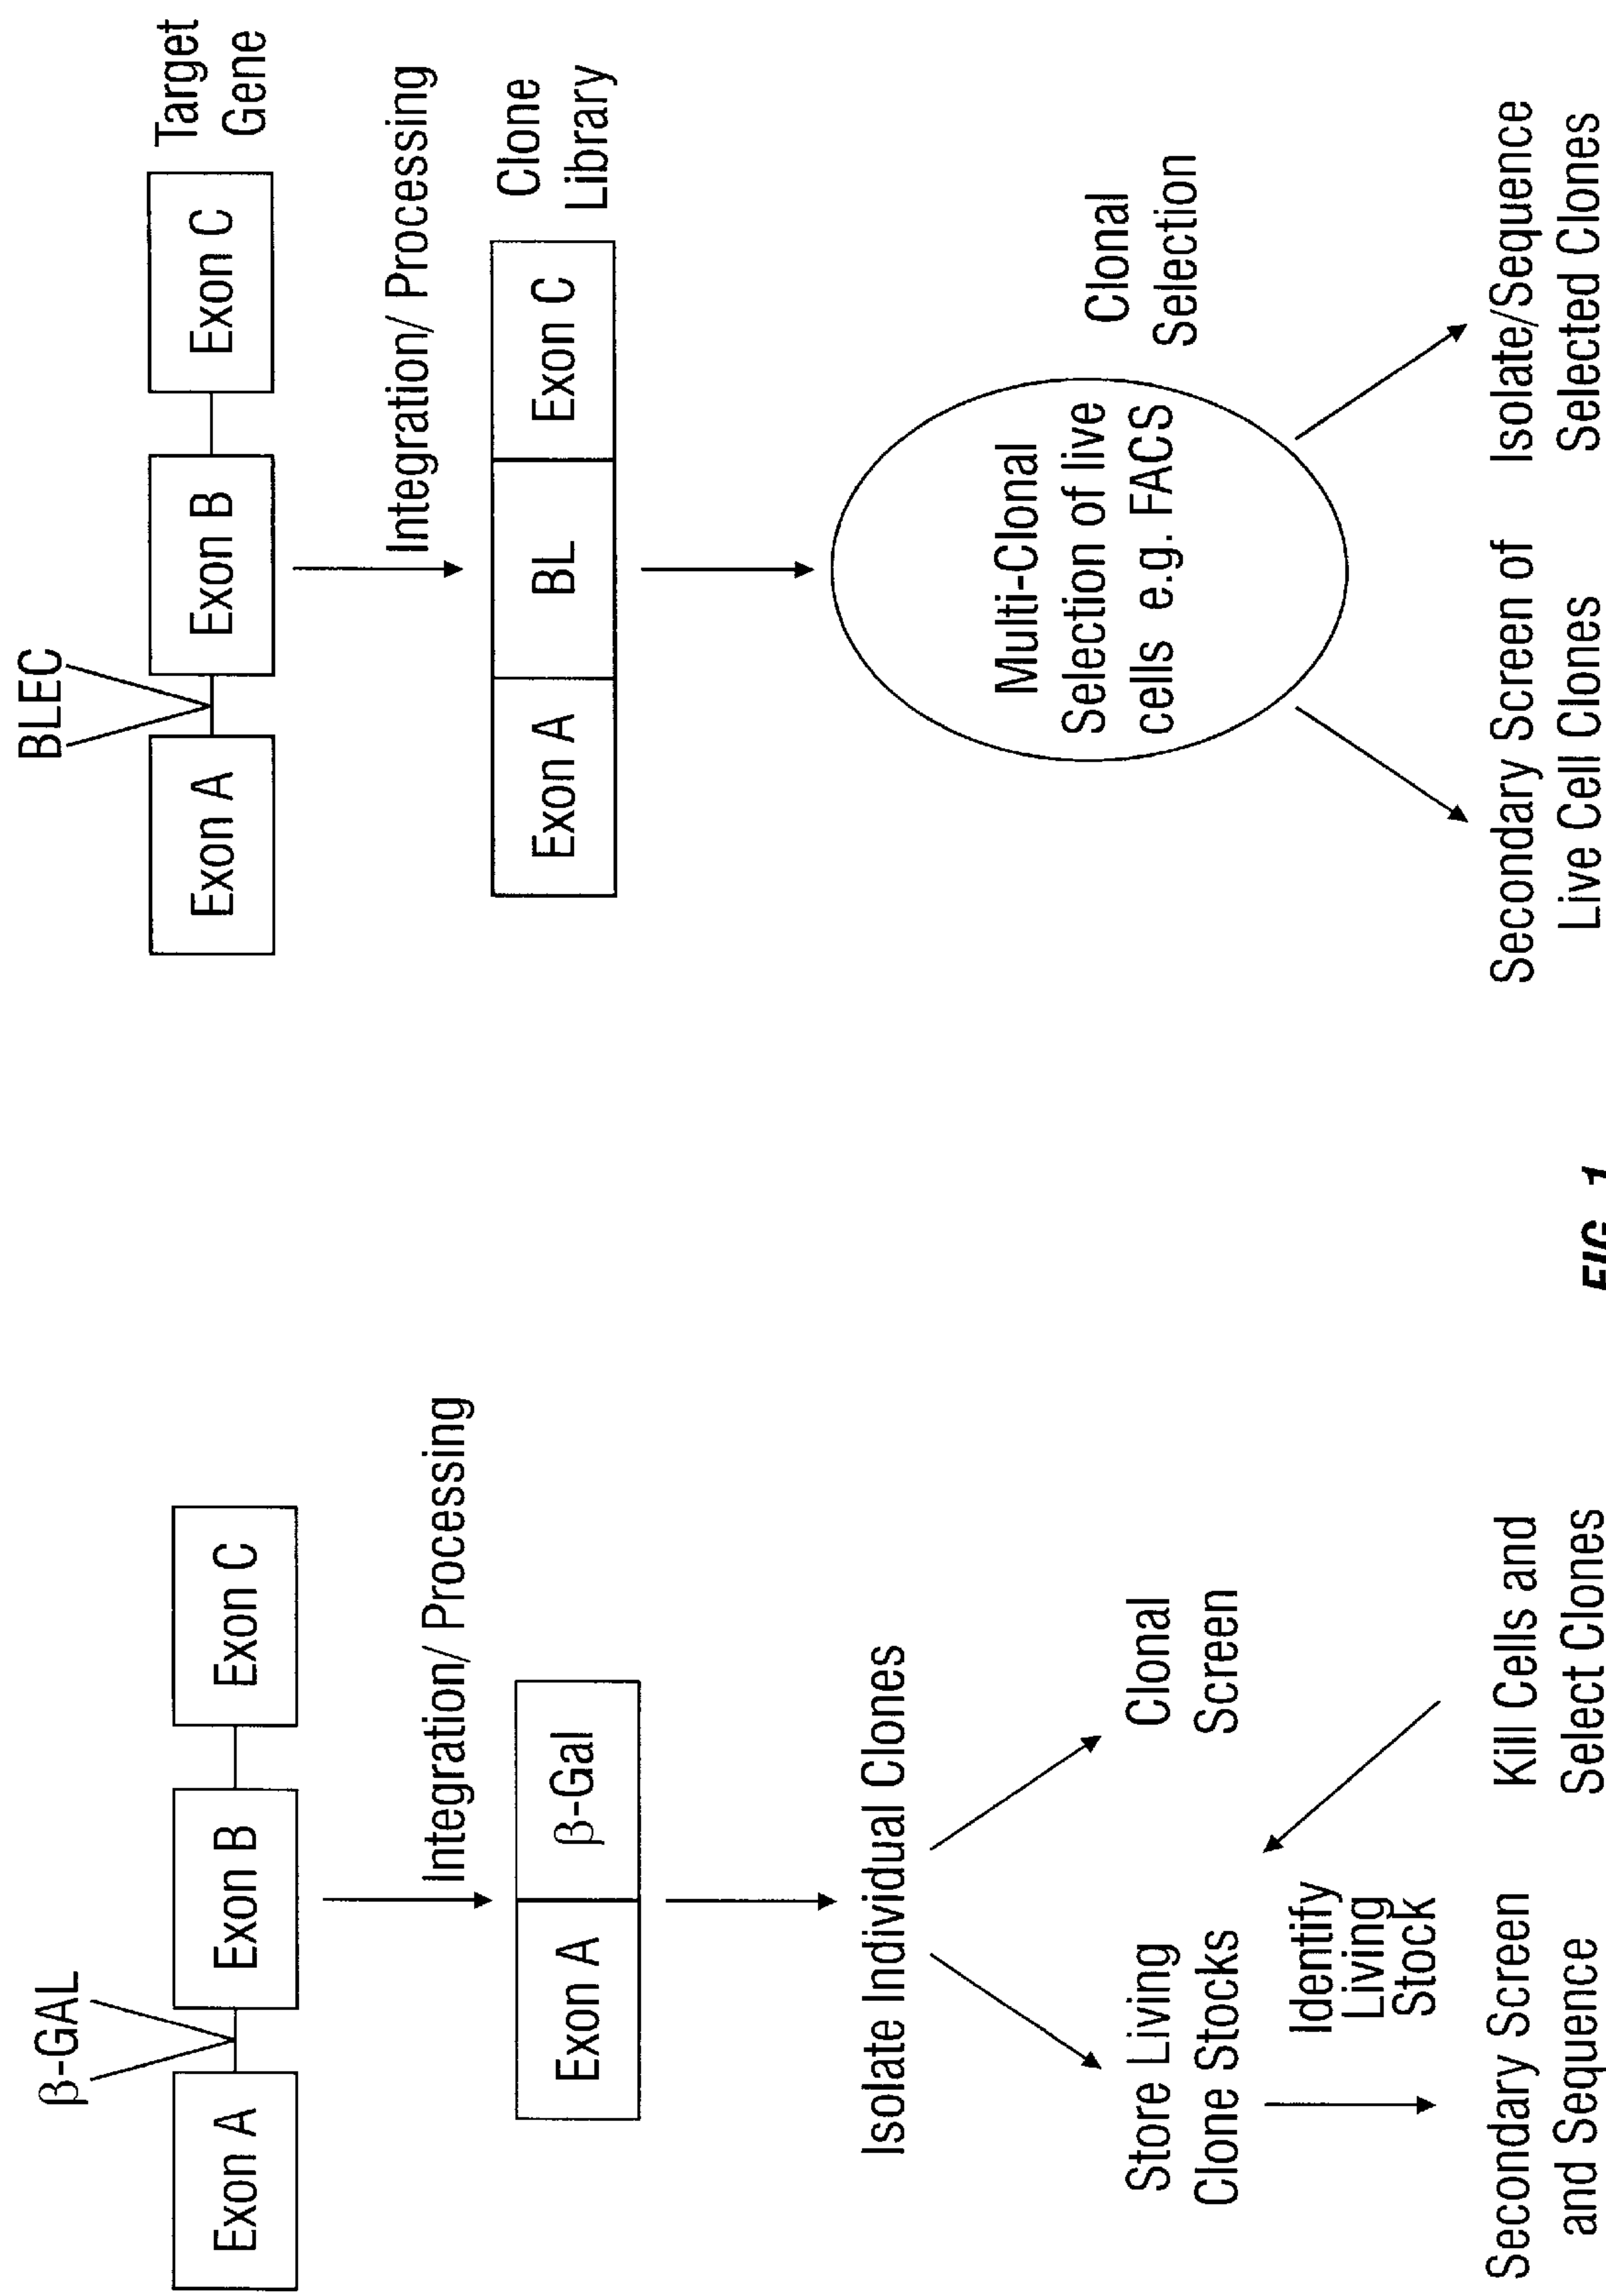 β-GAL
Exon A
Exon B
Exon C
Integration/ Processing
Exon A
β-Gal
Isolate Individual Clones
Store Living
Clone Stocks
Clonal
Screen
Identify
Living
Stock
Secondary Screen
and Sequence
Kill Cells and
Select Clones
BLEC
Exon A
Exon B
Exon C
Target
Gene
Integration/ Processing
Exon A
BL
Exon C
Clone
Library
Multi-Clonal
Selection of live
cells e.g. FACS
Clonal
Selection
Secondary Screen of
Live Cell Clones
Isolate/Sequence
Selected Clones
FIG. 1